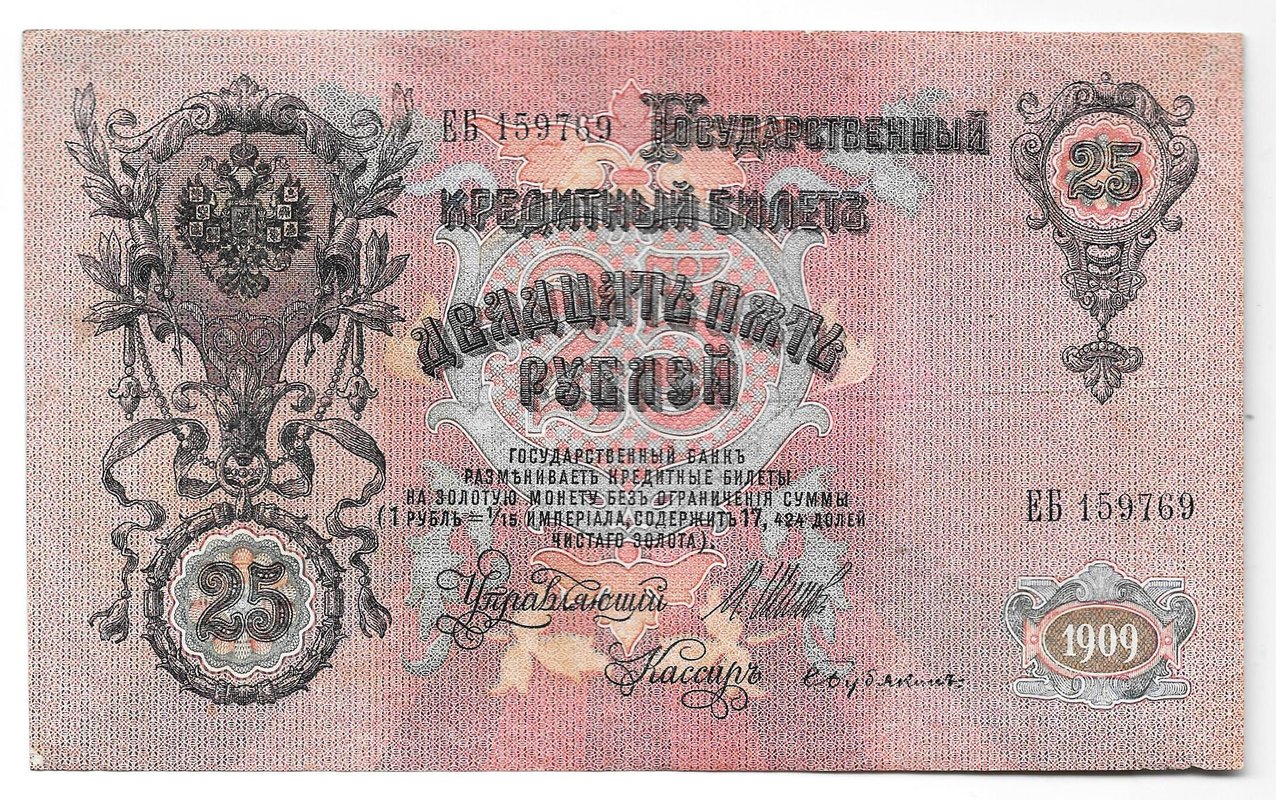 ЕБ 159769
Государственный
кредитный билетъ
25
Двадцать пять
рублей
25
Государственный банкъ
размѣниваетъ кредитные билеты
на золотую монету безъ ограниченія суммы
(1 рубль = 1/15 имперіала, содержитъ 17,424 долей
чистаго золота).
ЕБ 159769
Управляющій
Кассиръ
25
1909